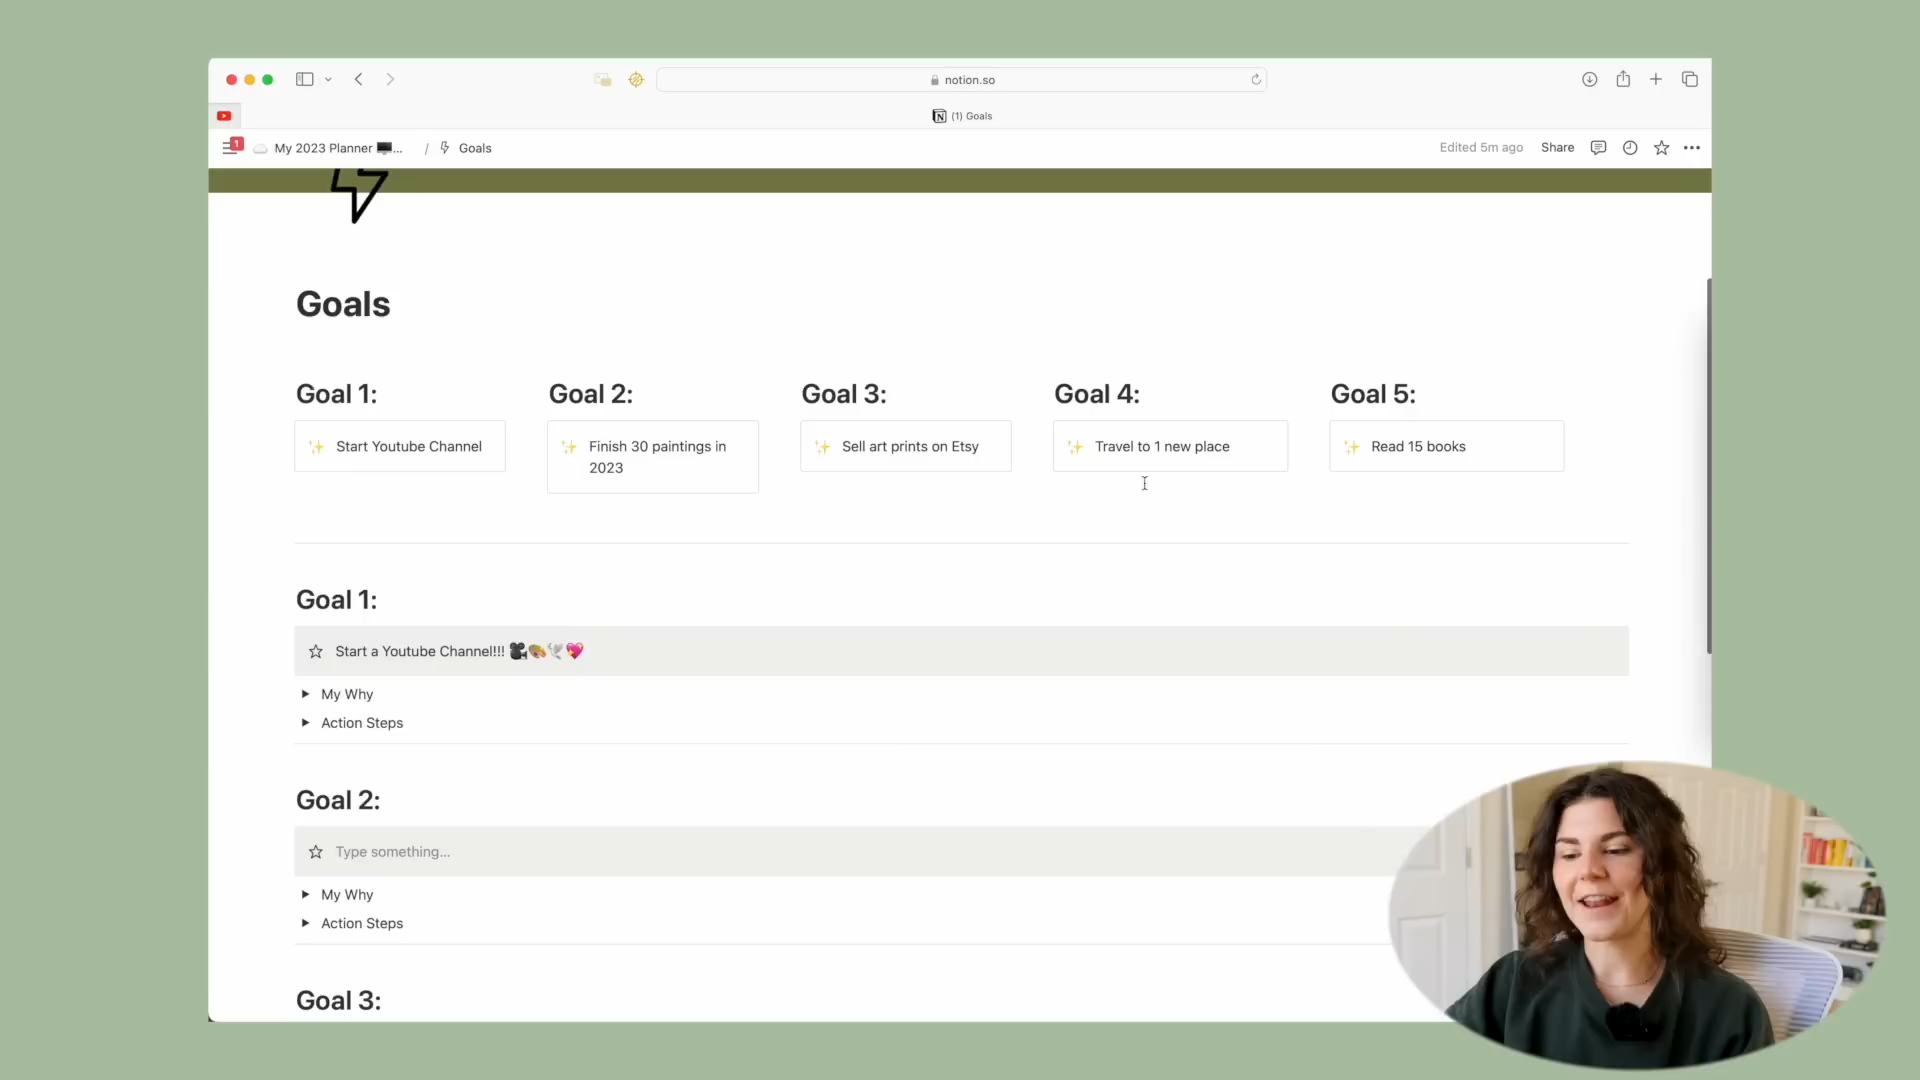 notion.so
(1) Goals
1
My 2023 Planner 🖥️... / Goals
Edited 5m ago
Share
Goals
Goal 1:
Start Youtube Channel
Goal 2:
Finish 30 paintings in
2023
Goal 3:
Sell art prints on Etsy
Goal 4:
Travel to 1 new place
Goal 5:
Read 15 books
Goal 1:
Start a Youtube Channel!!! 🎥🎨🕊️💖
My Why
Action Steps
Goal 2:
Type something...
My Why
Action Steps
Goal 3: